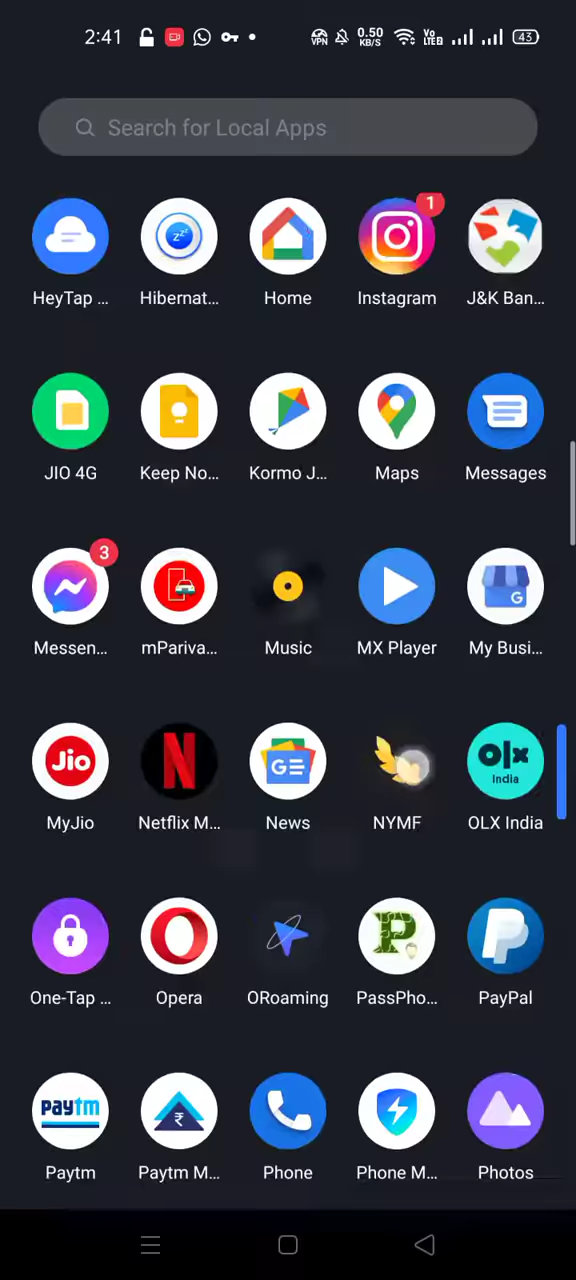 2:41 VPN 0.50 KB/S Vo LTE2 43
Search for Local Apps
1
HeyTap ... Hibernat... Home Instagram J&K Ban...
JIO 4G Keep No... Kormo J... Maps Messages
3
Messen... mPariva... Music MX Player My Busi...
G
Jio N GE olx India
MyJio Netflix M... News NYMF OLX India
P
One-Tap ... Opera ORoaming PassPho... PayPal
paytm ₹
Paytm Paytm M... Phone Phone M... Photos